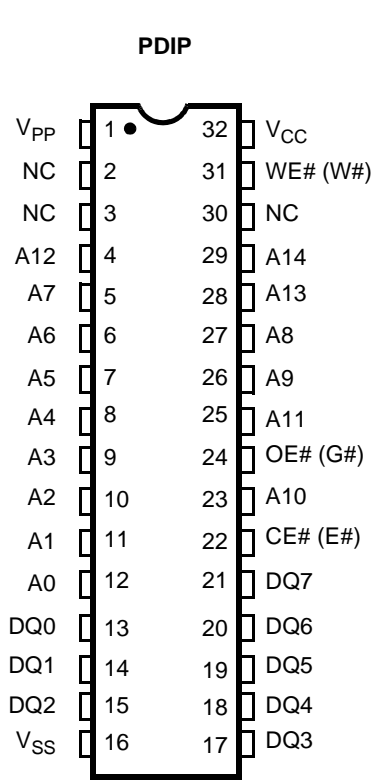 PDIP
VPP 1 32 VCC
NC 2 31 WE# (W#)
NC 3 30 NC
A12 4 29 A14
A7 5 28 A13
A6 6 27 A8
A5 7 26 A9
A4 8 25 A11
A3 9 24 OE# (G#)
A2 10 23 A10
A1 11 22 CE# (E#)
A0 12 21 DQ7
DQ0 13 20 DQ6
DQ1 14 19 DQ5
DQ2 15 18 DQ4
VSS 16 17 DQ3